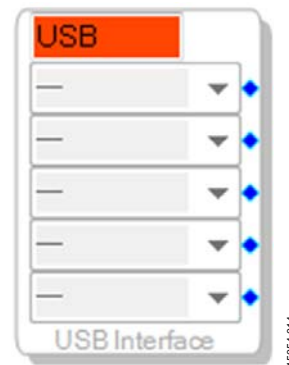 USB
—
—
—
—
—
USB Interface